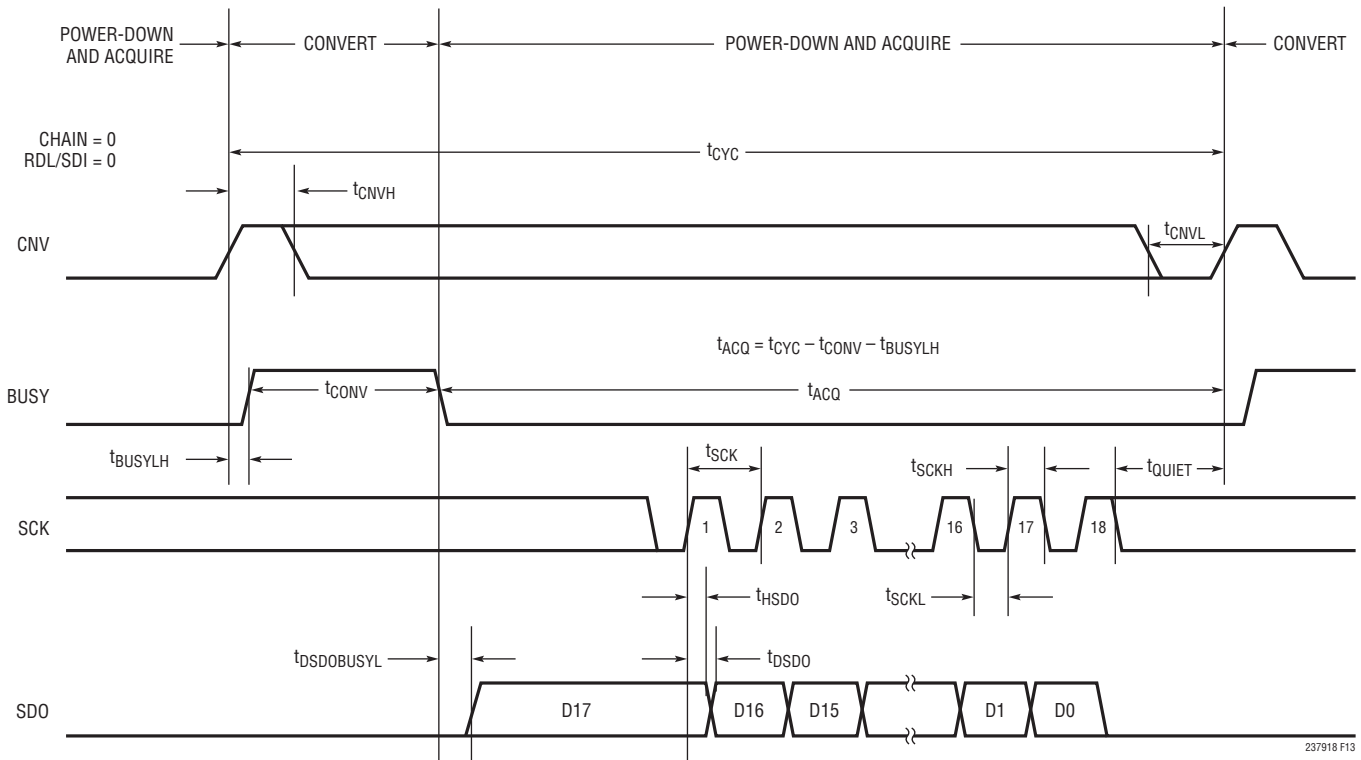 POWER-DOWN
AND ACQUIRE
CONVERT
POWER-DOWN AND ACQUIRE
CONVERT
CHAIN = 0
RDL/SDI = 0
tCYC
tCNVH
CNV
tCNVL
tACQ = tCYC – tCONV – tBUSYLH
BUSY
tCONV
tACQ
tBUSYLH
tSCK
tSCKH
tQUIET
SCK
1
2
3
16
17
18
tHSDO
tSCKL
tDSDOBUSYL
tDSDO
SDO
D17
D16
D15
D1
D0
237918 F13